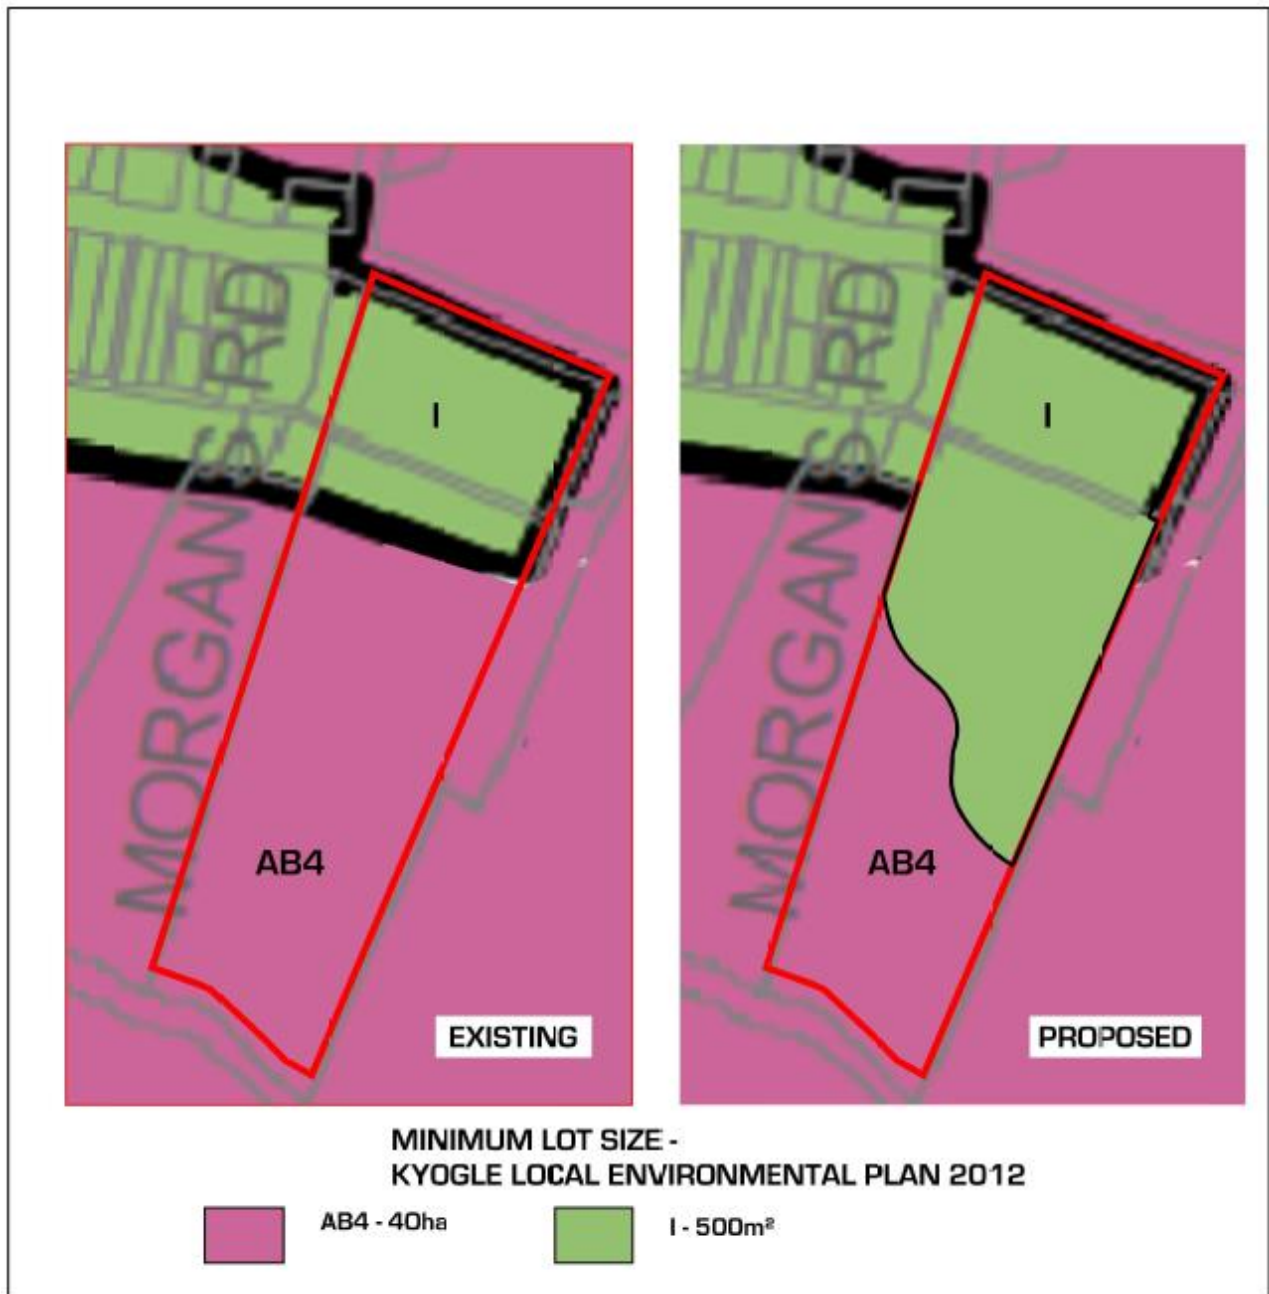 MORGANS RD
I
AB4
EXISTING
MORGANS RD
I
AB4
PROPOSED
MINIMUM LOT SIZE -
KYOGLE LOCAL ENVIRONMENTAL PLAN 2012
AB4 - 40ha
I - 500m²